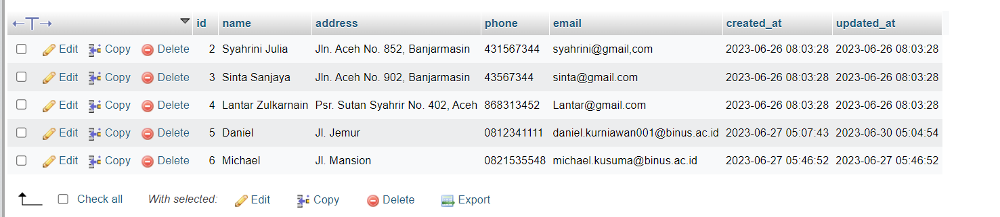 id name address phone email created_at updated_at
Edit Copy Delete 2 Syahrini Julia Jln. Aceh No. 852, Banjarmasin 431567344 syahrini@gmail,com 2023-06-26 08:03:28 2023-06-26 08:03:28
Edit Copy Delete 3 Sinta Sanjaya Jln. Aceh No. 902, Banjarmasin 43567344 sinta@gmail.com 2023-06-26 08:03:28 2023-06-26 08:03:28
Edit Copy Delete 4 Lantar Zulkarnain Psr. Sutan Syahrir No. 402, Aceh 868313452 Lantar@gmail.com 2023-06-26 08:03:28 2023-06-26 08:03:28
Edit Copy Delete 5 Daniel Jl. Jemur 0812341111 daniel.kurniawan001@binus.ac.id 2023-06-27 05:07:43 2023-06-30 05:04:54
Edit Copy Delete 6 Michael Jl. Mansion 0821535548 michael.kusuma@binus.ac.id 2023-06-27 05:46:52 2023-06-27 05:46:52
Check all With selected: Edit Copy Delete Export